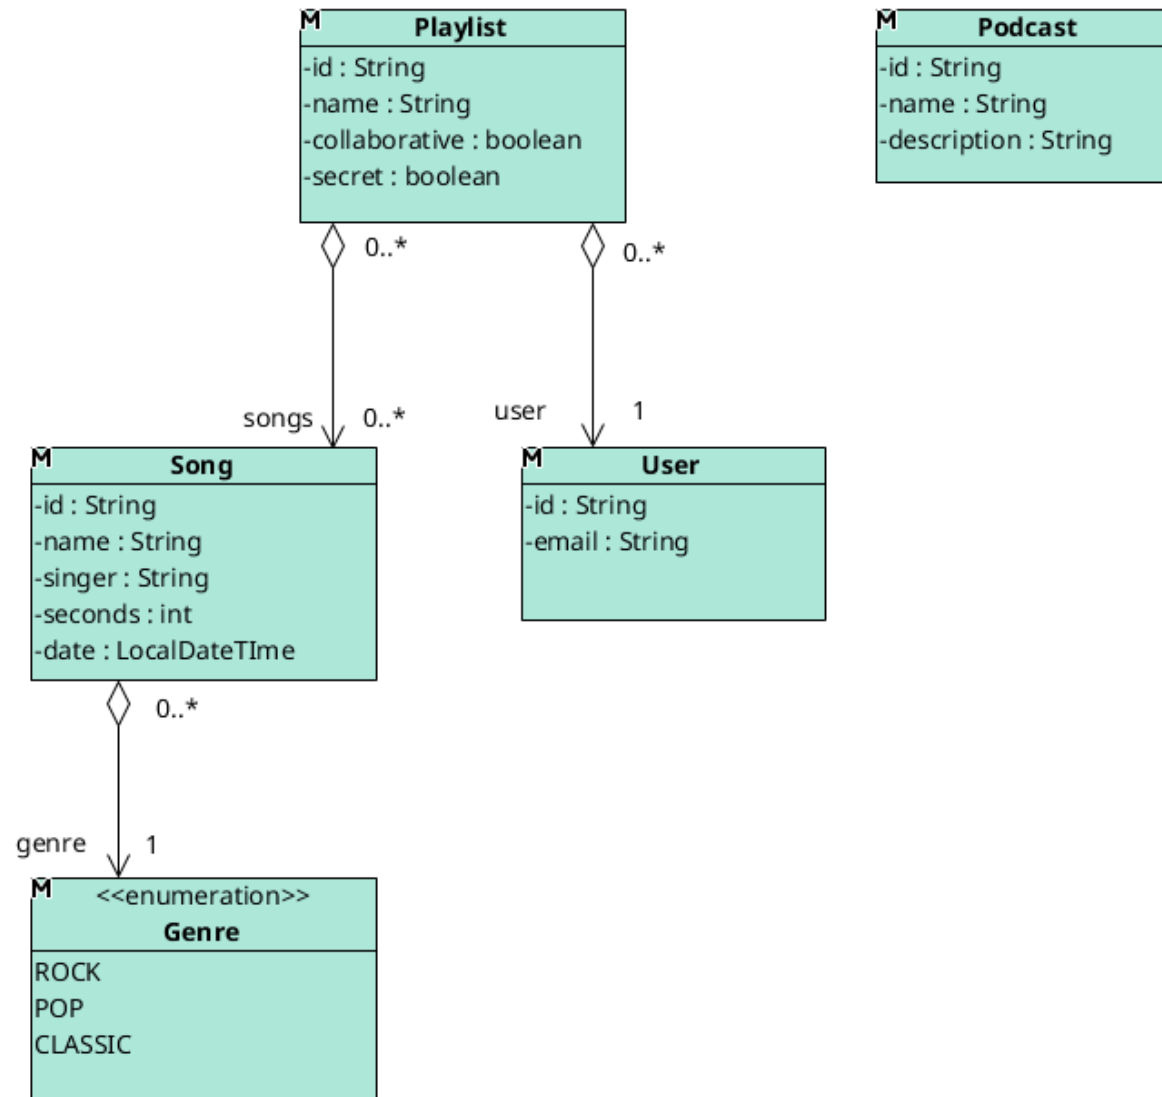 M
Playlist
-id : String
-name : String
-collaborative : boolean
-secret : boolean
M
Podcast
-id : String
-name : String
-description : String
0..*
0..*
songs
0..*
user
1
M
Song
-id : String
-name : String
-singer : String
-seconds : int
-date : LocalDateTIme
M
User
-id : String
-email : String
0..*
genre
1
M
<<enumeration>>
Genre
ROCK
POP
CLASSIC